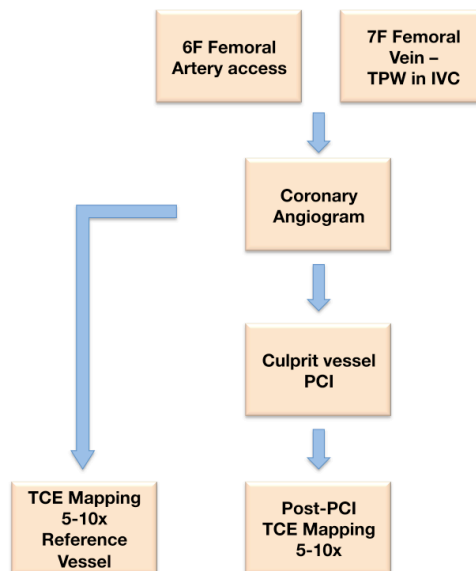 6F Femoral
Artery access
7F Femoral
Vein –
TPW in IVC
Coronary
Angiogram
Culprit vessel
PCI
TCE Mapping
5-10x
Reference
Vessel
Post-PCI
TCE Mapping
5-10x